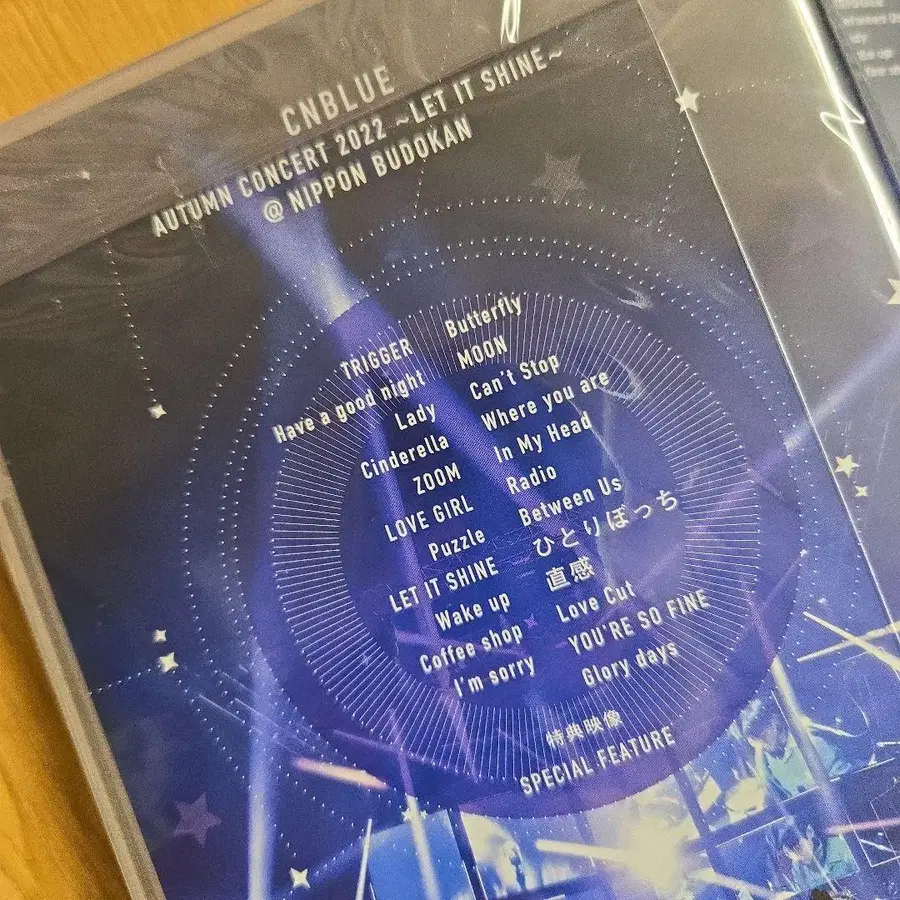 CNBLUE
AUTUMN CONCERT 2022 ~LET IT SHINE~
@ NIPPON BUDOKAN
TRIGGER
Have a good night
Lady
Cinderella
ZOOM
LOVE GIRL
Puzzle
LET IT SHINE
Wake up
Coffee shop
I'm sorry
Butterfly
MOON
Can't Stop
Where you are
In My Head
Radio
Between Us
ひとりぼっち
直感
Love Cut
YOU'RE SO FINE
Glory days
特典映像
SPECIAL FEATURE